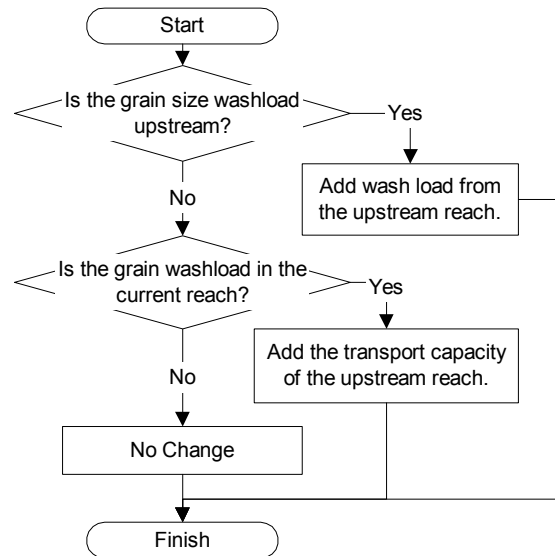 Start
Is the grain size washload
upstream?
Yes
Add wash load from
the upstream reach.
No
Is the grain washload in the
current reach?
Yes
Add the transport capacity
of the upstream reach.
No
No Change
Finish